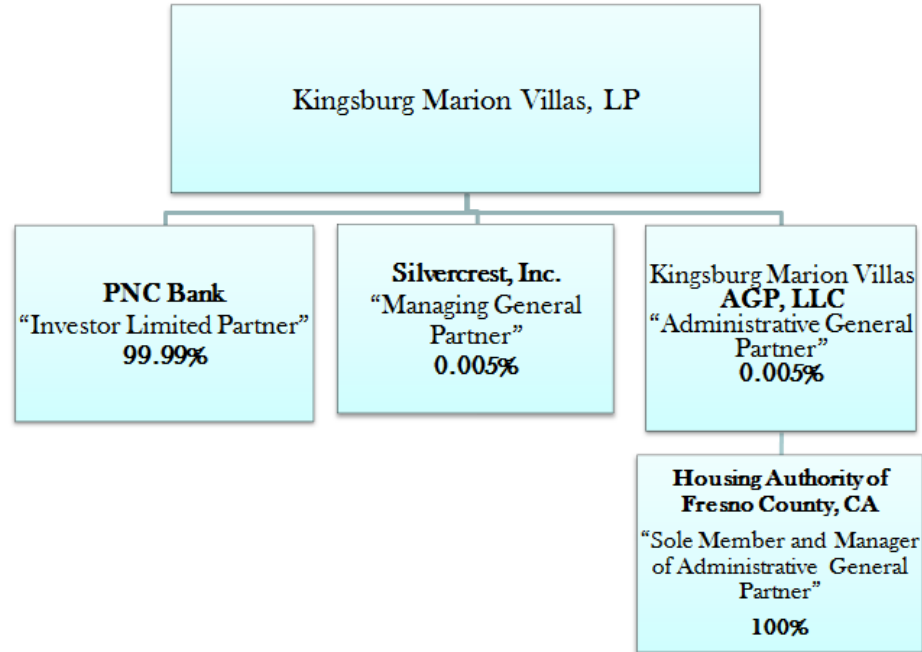 Kingsburg Marion Villas, LP
PNC Bank
“Investor Limited Partner”
99.99%
Silvercrest, Inc.
“Managing General
Partner”
0.005%
Kingsburg Marion Villas
AGP, LLC
“Administrative General
Partner”
0.005%
Housing Authority of
Fresno County, CA
“Sole Member and Manager
of Administrative General
Partner”
100%